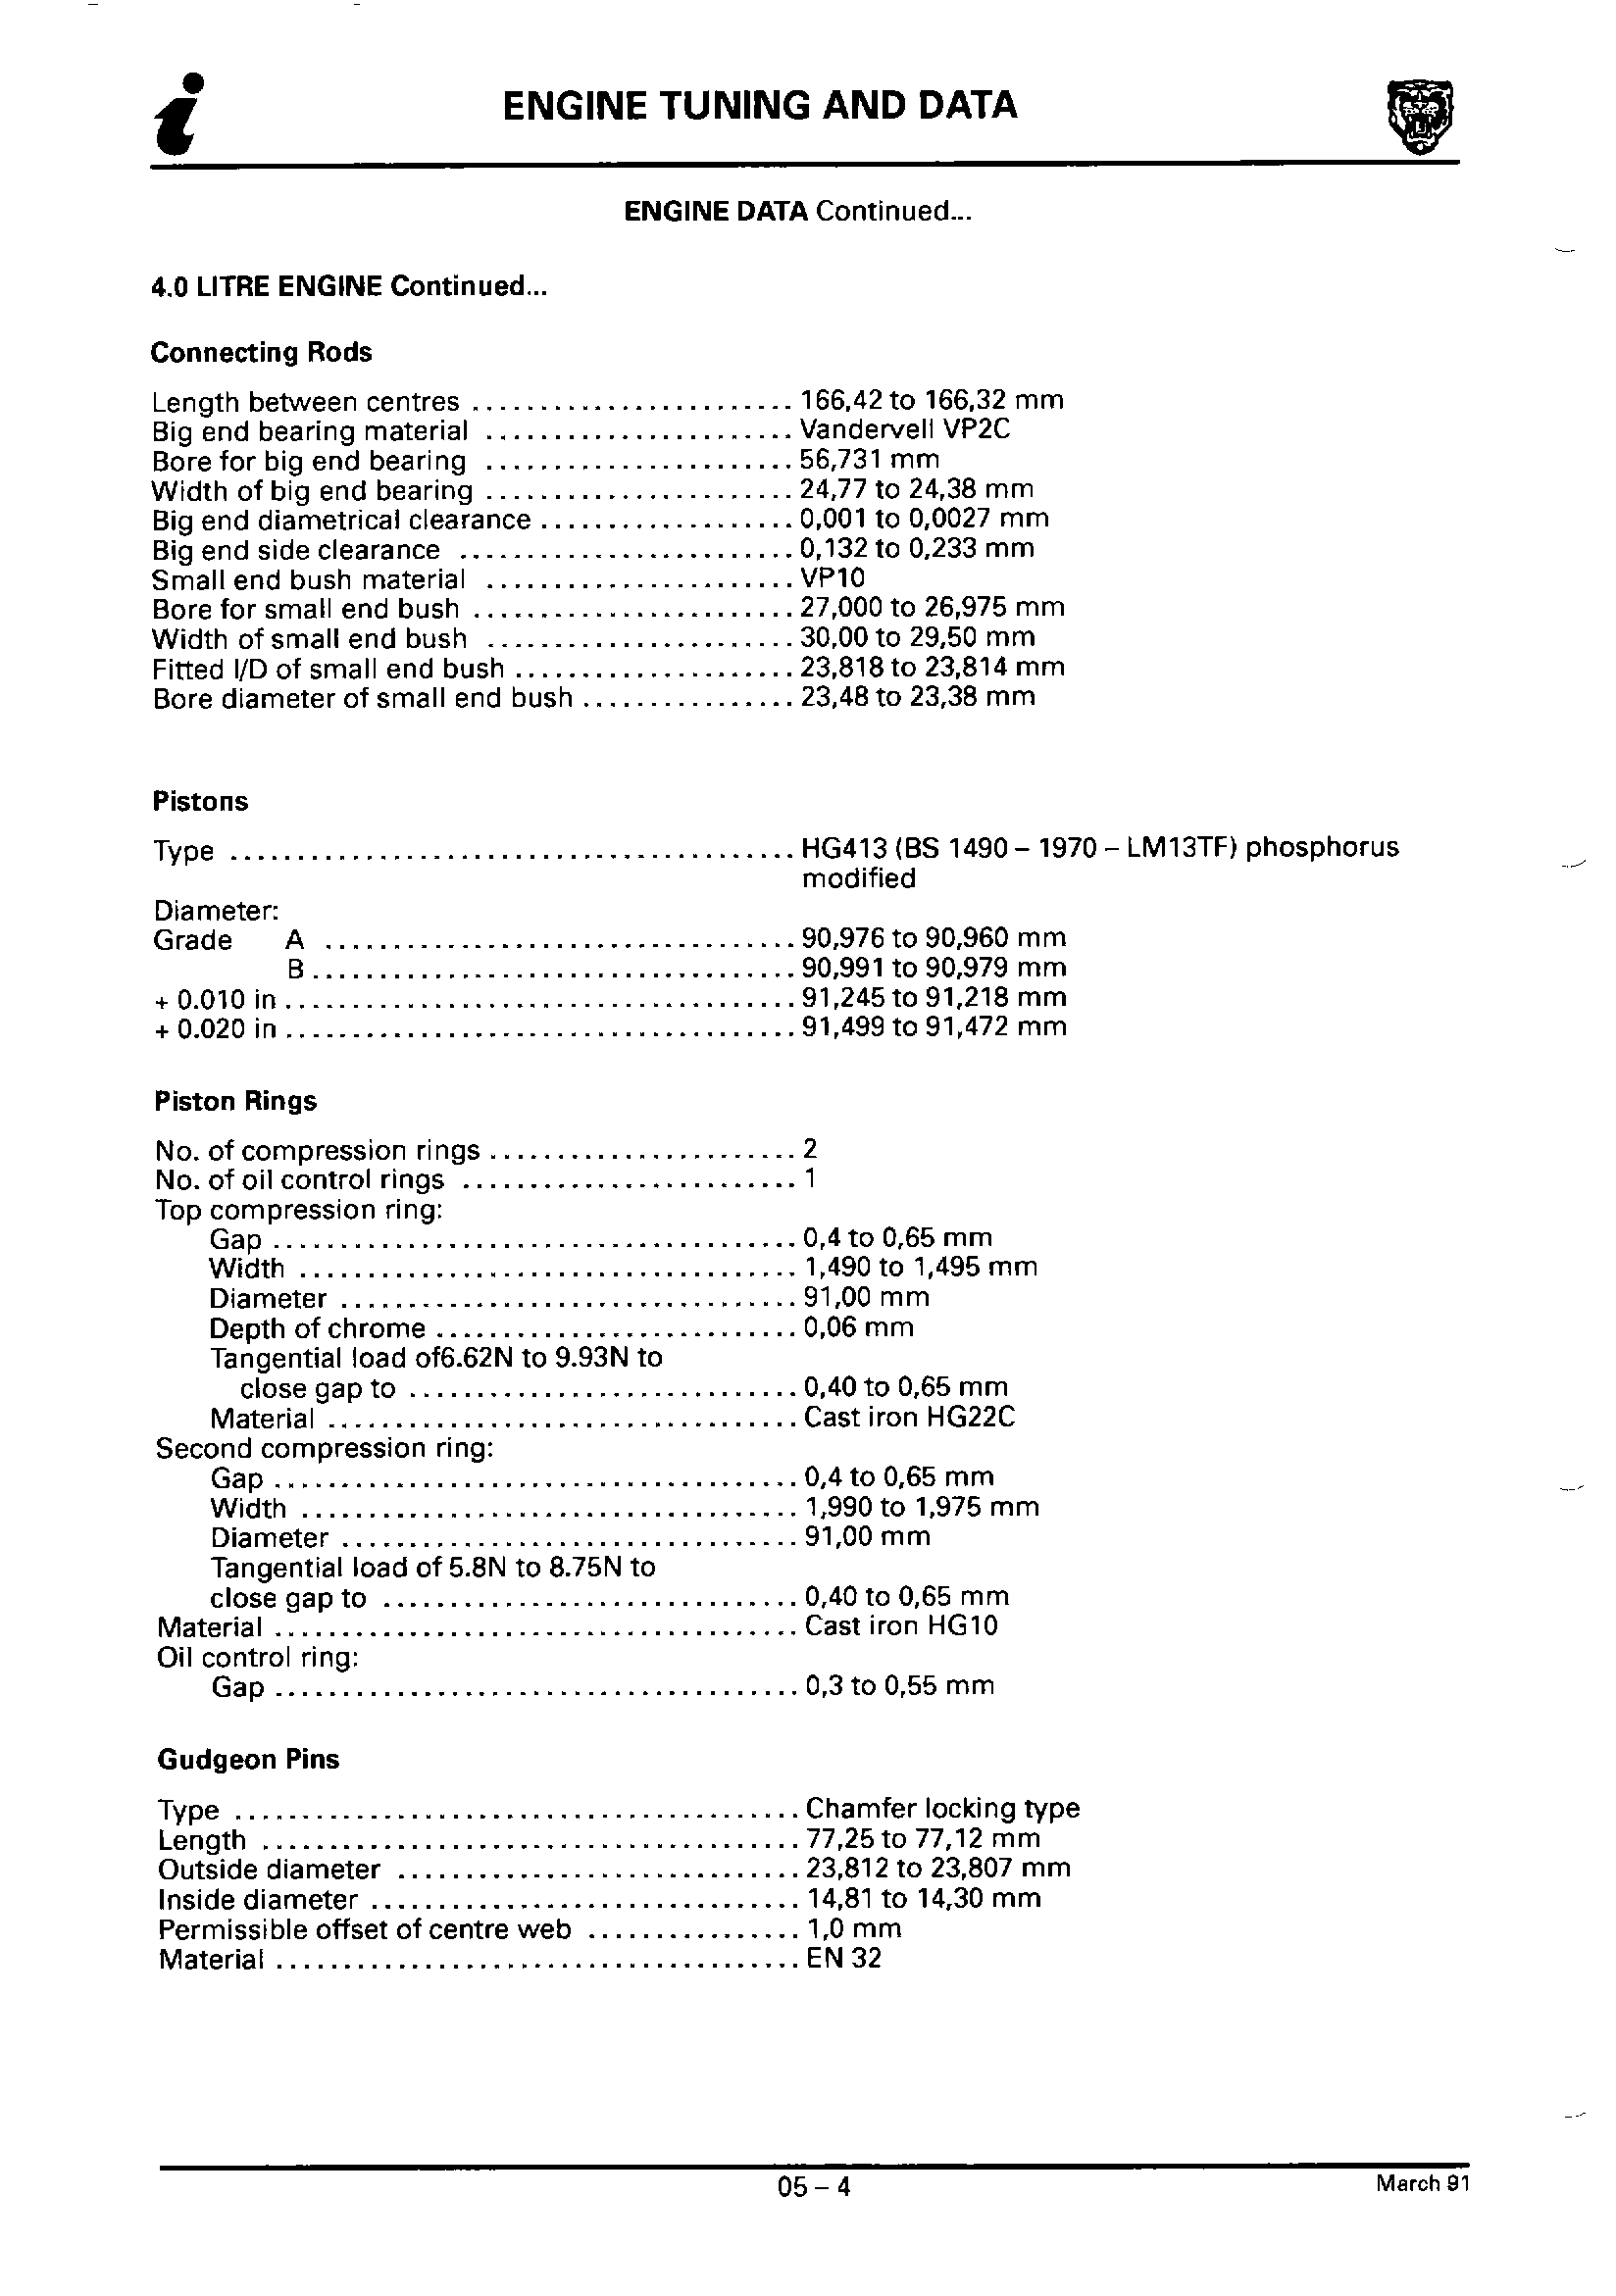 ENGINE TUNING AND DATA
ENGINE DATA Continued...
4.0 LITRE ENGINE Continued...
Connecting Rods
Length between centres ........................ 166,42 to 166,32 mm
Big end bearing material ....................... Vandervell VP2C
Bore for big end bearing ....................... 56,731 mm
Width of big end bearing ....................... 24,77 to 24,38 mm
Big end diametrical clearance ................... 0,001 to 0,0027 mm
Big end side clearance ......................... 0,132 to 0,233 mm
Small end bush material ....................... VP10
Bore for small end bush ........................ 27,000 to 26,975 mm
Width of small end bush ....................... 30,00 to 29,50 mm
Fitted I/D of small end bush ..................... 23,818 to 23,814 mm
Bore diameter of small end bush ................ 23,48 to 23,38 mm
Pistons
Type .......................................... HG413 (BS 1490 – 1970 – LM13TF) phosphorus
modified
Diameter:
Grade A ................................... 90,976 to 90,960 mm
B .................................... 90,991 to 90,979 mm
+ 0.010 in ...................................... 91,245 to 91,218 mm
+ 0.020 in ...................................... 91,499 to 91,472 mm
Piston Rings
No. of compression rings ....................... 2
No. of oil control rings ......................... 1
Top compression ring:
Gap ....................................... 0,4 to 0,65 mm
Width ..................................... 1,490 to 1,495 mm
Diameter .................................. 91,00 mm
Depth of chrome ........................... 0,06 mm
Tangential load of6.62N to 9.93N to
close gap to ............................. 0,40 to 0,65 mm
Material ................................... Cast iron HG22C
Second compression ring:
Gap ....................................... 0,4 to 0,65 mm
Width ..................................... 1,990 to 1,975 mm
Diameter .................................. 91,00 mm
Tangential load of 5.8N to 8.75N to
close gap to ............................... 0,40 to 0,65 mm
Material ....................................... Cast iron HG10
Oil control ring:
Gap ....................................... 0,3 to 0,55 mm
Gudgeon Pins
Type .......................................... Chamfer locking type
Length ........................................ 77,25 to 77,12 mm
Outside diameter .............................. 23,812 to 23,807 mm
Inside diameter ................................ 14,81 to 14,30 mm
Permissible offset of centre web ................ 1,0 mm
Material ....................................... EN 32
05 – 4
March 91